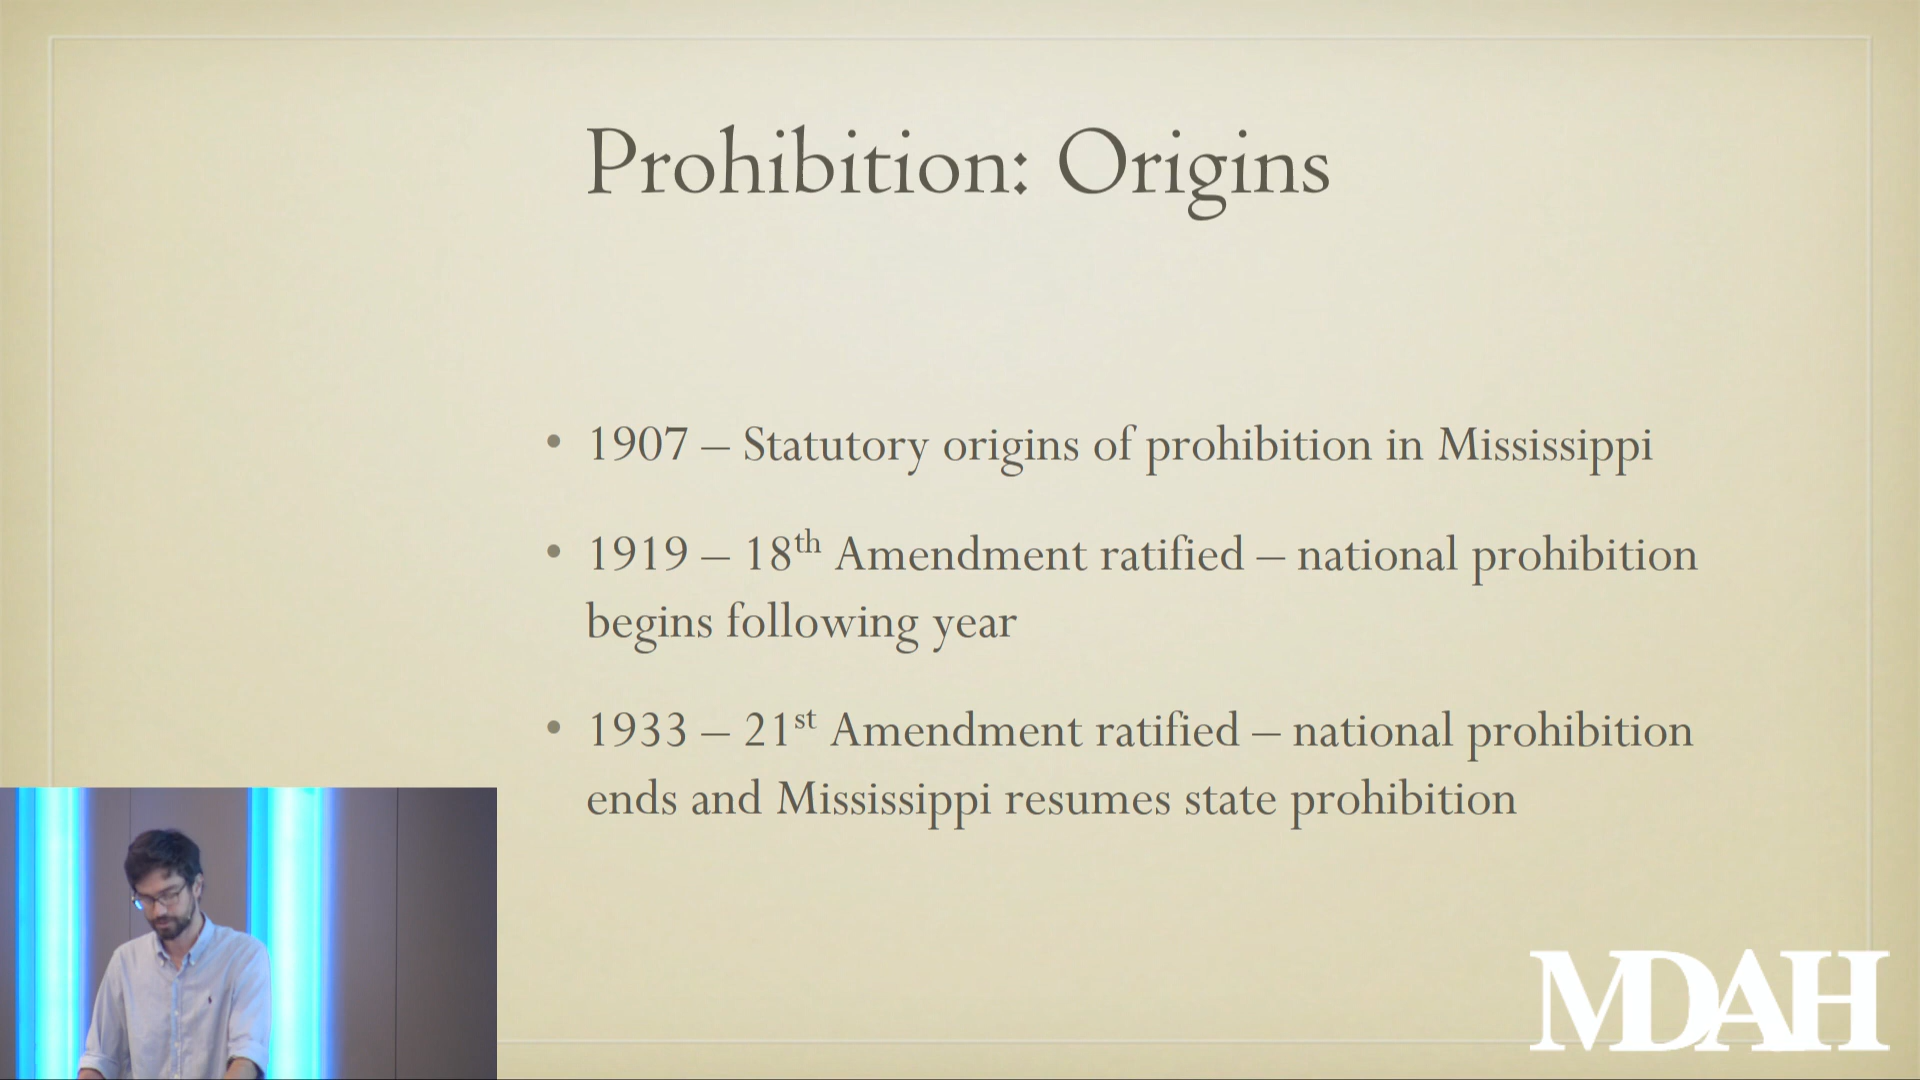 Prohibition: Origins
• 1907 – Statutory origins of prohibition in Mississippi
• 1919 – 18th Amendment ratified – national prohibition
begins following year
• 1933 – 21st Amendment ratified – national prohibition
ends and Mississippi resumes state prohibition
MDAH